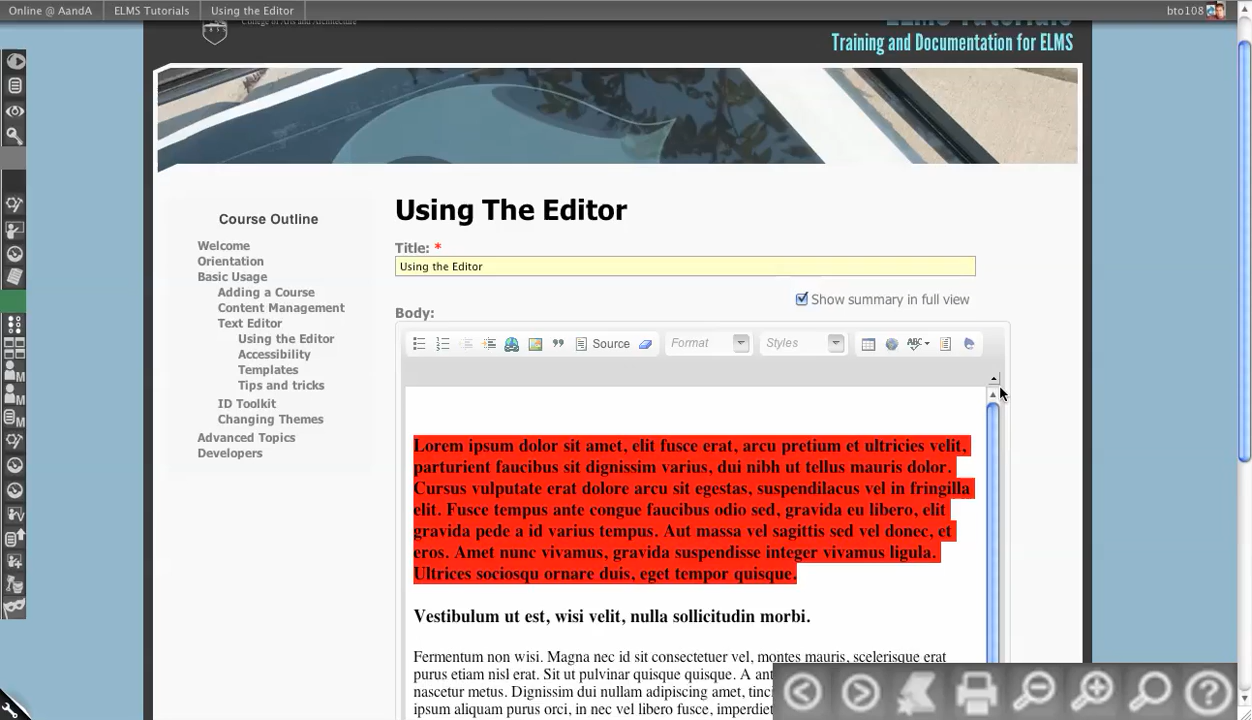 Online @ AandA
ELMS Tutorials
Using the Editor
bto108
College of Arts and Architecture
ELMS Tutorials
Training and Documentation for ELMS
Course Outline
Welcome
Orientation
Basic Usage
Adding a Course
Content Management
Text Editor
Using the Editor
Accessibility
Templates
Tips and tricks
ID Toolkit
Changing Themes
Advanced Topics
Developers
Using The Editor
Title: *
Using the Editor
Show summary in full view
Body:
Source
Format
Styles
ABC
Lorem ipsum dolor sit amet, elit fusce erat, arcu pretium et ultricies velit,
parturient faucibus sit dignissim varius, dui nibh ut tellus mauris dolor.
Cursus vulputate erat dolore arcu sit egestas, suspendilacus vel in fringilla
elit. Fusce tempus ante congue faucibus odio sed, gravida eu libero, elit
gravida pede a id varius tempus. Aut massa vel sagittis sed vel donec, et
eros. Amet nunc vivamus, gravida suspendisse integer vivamus ligula.
Ultrices sociosqu ornare duis, eget tempor quisque.
Vestibulum ut est, wisi velit, nulla sollicitudin morbi.
Fermentum non wisi. Magna nec id sit consectetuer vel, montes mauris, scelerisque erat
purus etiam nisl erat. Sit ut pulvinar quisque quisque. A
nascetur metus. Dignissim dui nullam adipiscing amet,
ipsum aliquam purus orci, in nec libero fusce,